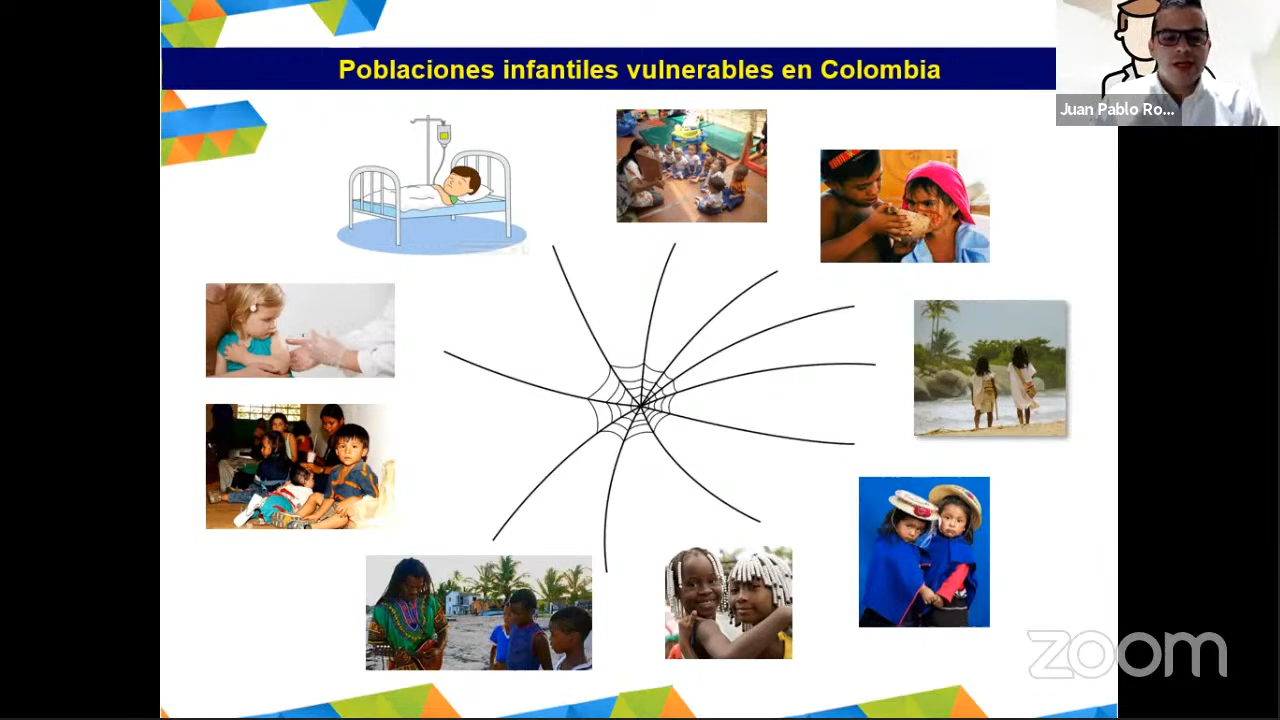 Poblaciones infantiles vulnerables en Colombia
Juan Pablo Ro...
zoom